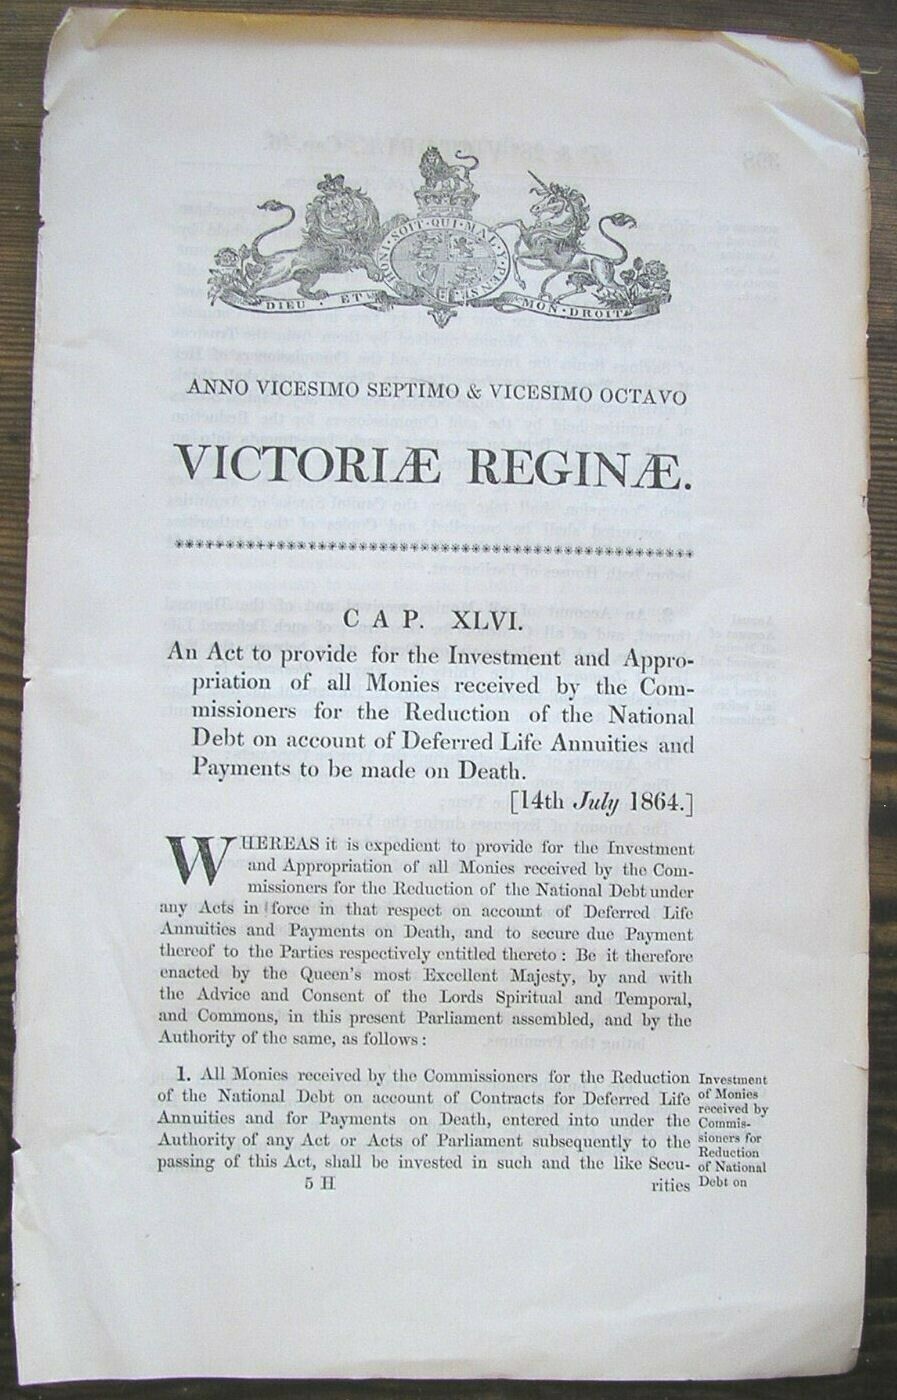 HONI·SOIT·QUI·MAL·Y·PENSE
DIEU · ET · MON · DROIT
ANNO VICESIMO SEPTIMO & VICESIMO OCTAVO
VICTORIÆ REGINÆ.
CAP. XLVI.
An Act to provide for the Investment and Appro-
priation of all Monies received by the Com-
missioners for the Reduction of the National
Debt on account of Deferred Life Annuities and
Payments to be made on Death.
[14th July 1864.]
WHEREAS it is expedient to provide for the Investment
and Appropriation of all Monies received by the Com-
missioners for the Reduction of the National Debt under
any Acts in force in that respect on account of Deferred Life
Annuities and Payments on Death, and to secure due Payment
thereof to the Parties respectively entitled thereto : Be it therefore
enacted by the Queen's most Excellent Majesty, by and with
the Advice and Consent of the Lords Spiritual and Temporal,
and Commons, in this present Parliament assembled, and by the
Authority of the same, as follows :
1. All Monies received by the Commissioners for the Reduction
of the National Debt on account of Contracts for Deferred Life
Annuities and for Payments on Death, entered into under the
Authority of any Act or Acts of Parliament subsequently to the
passing of this Act, shall be invested in such and the like Secu-
5 H rities
Investment
of Monies
received by
Commis-
sioners for
Reduction
of National
Debt on